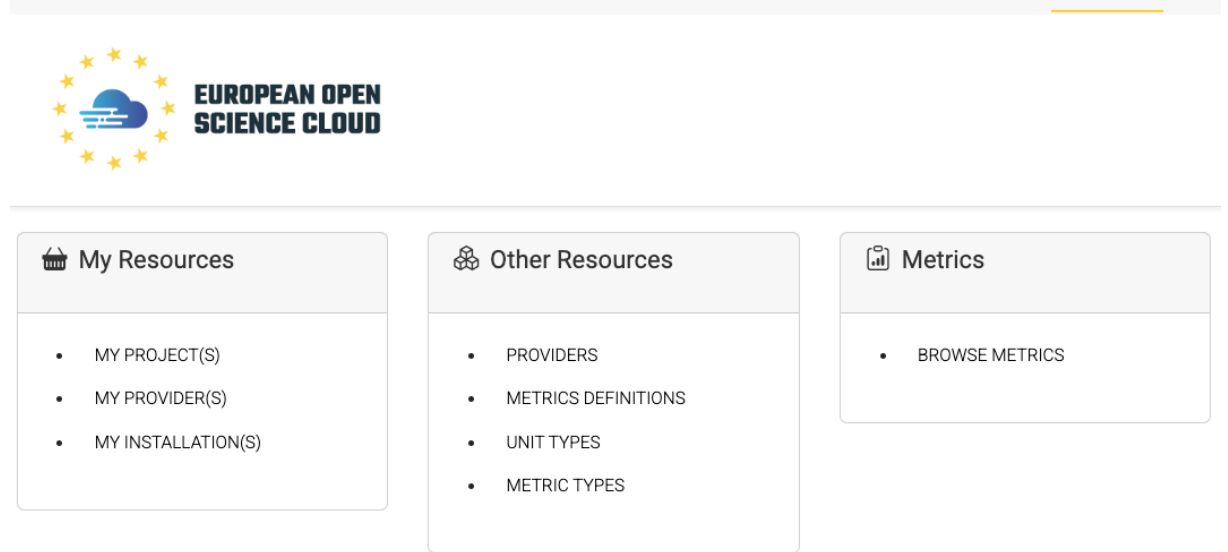 EUROPEAN OPEN
SCIENCE CLOUD
My Resources
MY PROJECT(S)
MY PROVIDER(S)
MY INSTALLATION(S)
Other Resources
PROVIDERS
METRICS DEFINITIONS
UNIT TYPES
METRIC TYPES
Metrics
BROWSE METRICS